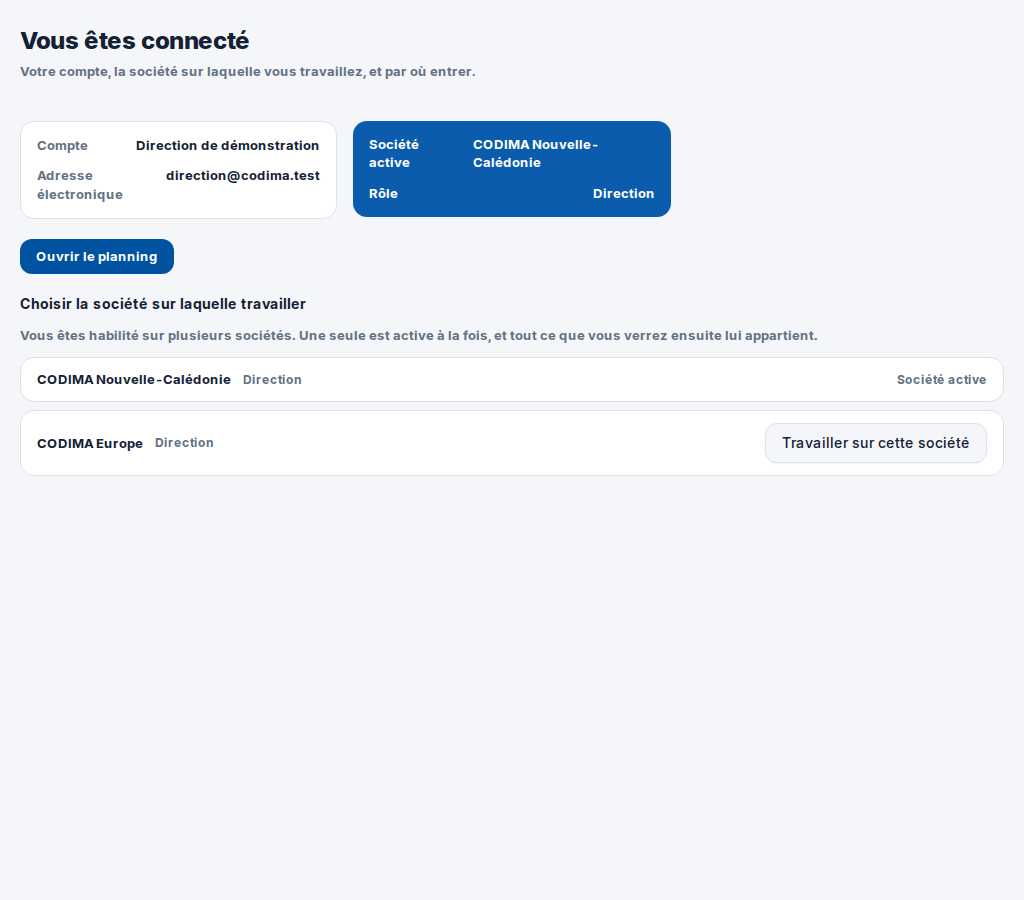 Vous êtes connecté
Votre compte, la société sur laquelle vous travaillez, et par où entrer.
Compte Direction de démonstration
Adresse électronique direction@codima.test
Société active CODIMA Nouvelle-Calédonie
Rôle Direction
Ouvrir le planning
Choisir la société sur laquelle travailler
Vous êtes habilité sur plusieurs sociétés. Une seule est active à la fois, et tout ce que vous verrez ensuite lui appartient.
CODIMA Nouvelle-Calédonie Direction Société active
CODIMA Europe Direction Travailler sur cette société